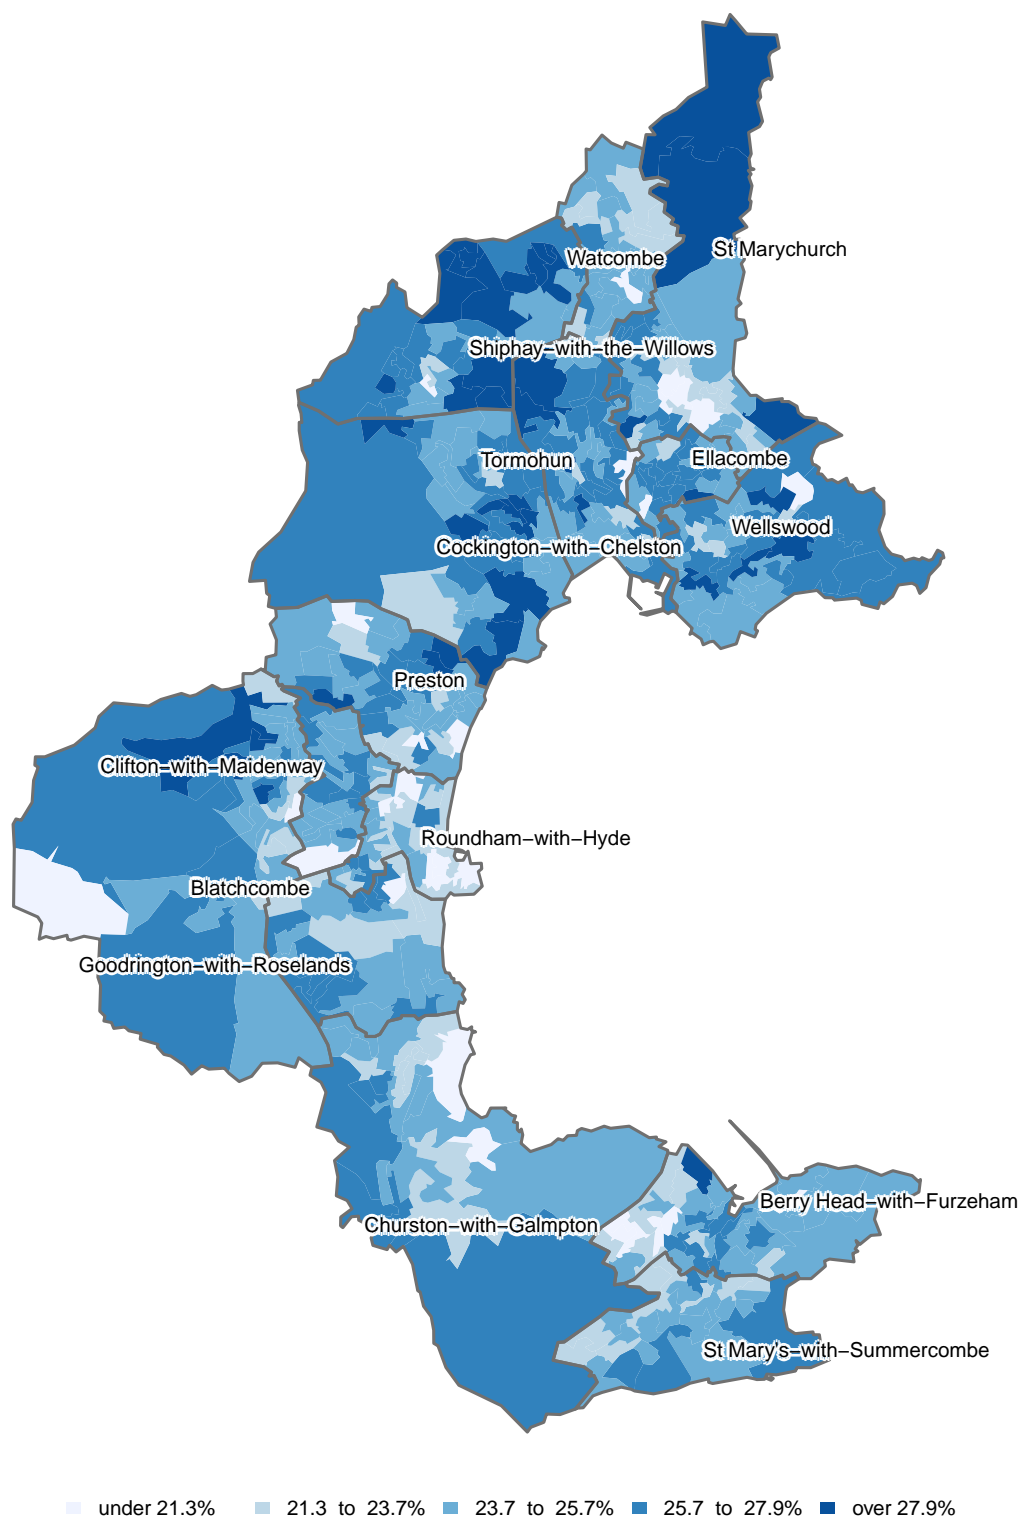 St Marychurch
Watcombe
Shiphay−with−the−Willows
Tormohun
Ellacombe
Wellswood
Cockington−with−Chelston
Preston
Clifton−with−Maidenway
Roundham−with−Hyde
Blatchcombe
Goodrington−with−Roselands
Berry Head−with−Furzeham
Churston−with−Galmpton
St Mary's−with−Summercombe
under 21.3% 21.3 to 23.7% 23.7 to 25.7% 25.7 to 27.9% over 27.9%